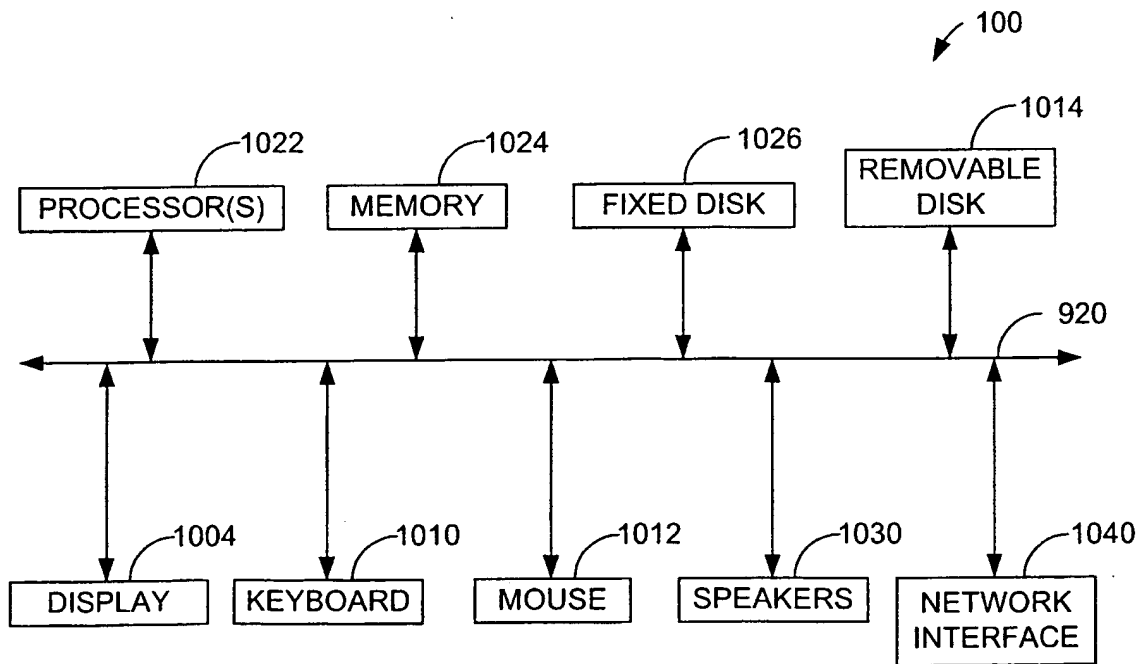 100
1022
1024
1026
1014
PROCESSOR(S)
MEMORY
FIXED DISK
REMOVABLE
DISK
920
1004
1010
1012
1030
1040
DISPLAY
KEYBOARD
MOUSE
SPEAKERS
NETWORK
INTERFACE